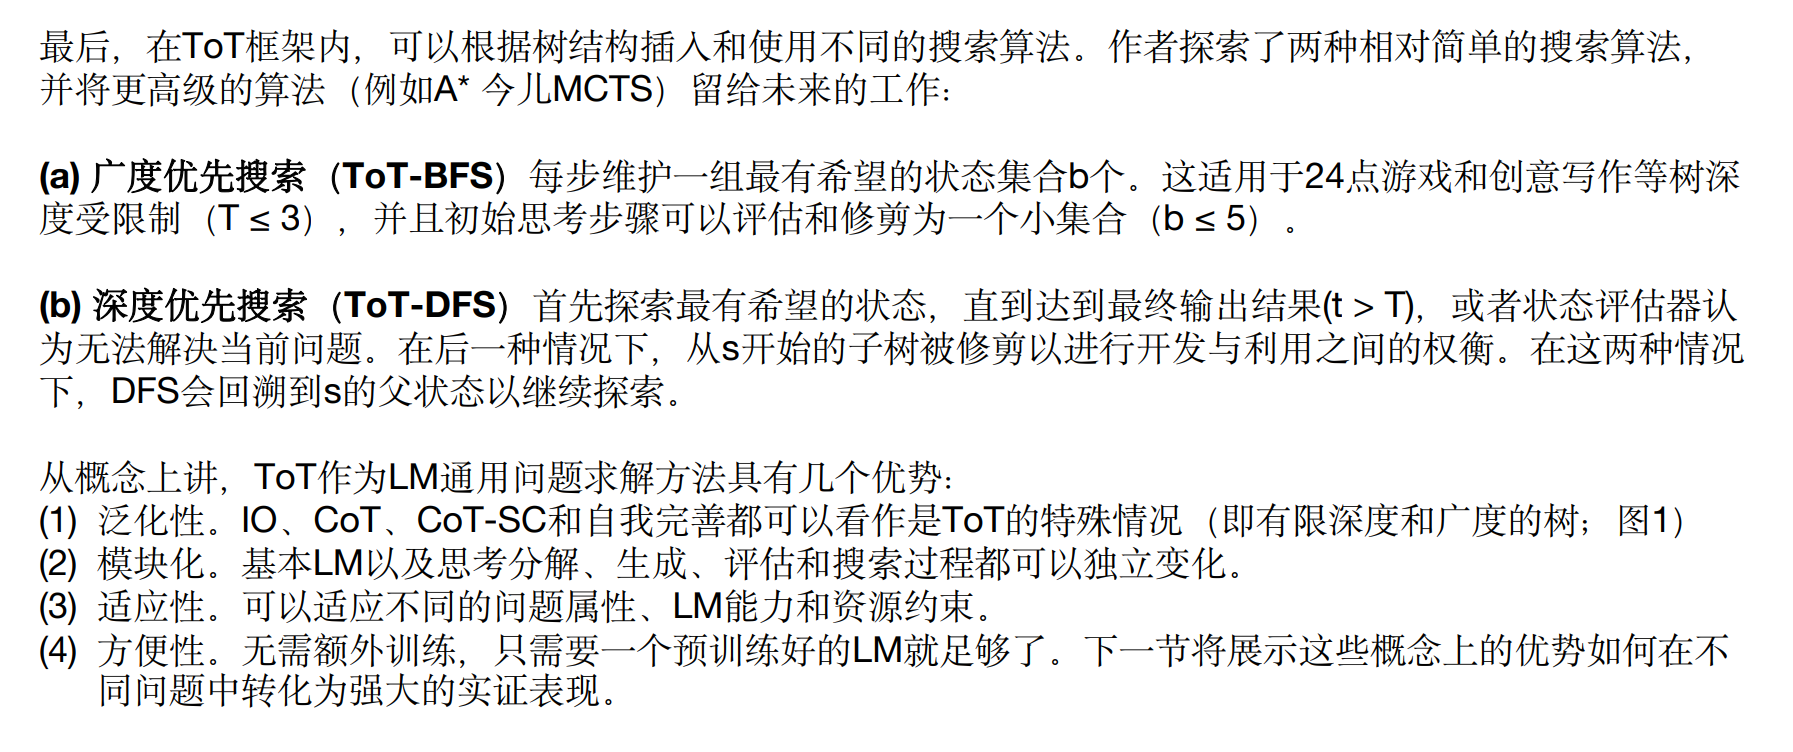 最后，在ToT框架内，可以根据树结构插入和使用不同的搜索算法。作者探索了两种相对简单的搜索算法，
并将更高级的算法（例如A* 今儿MCTS）留给未来的工作：
(a) 广度优先搜索（ToT-BFS）每步维护一组最有希望的状态集合b个。这适用于24点游戏和创意写作等树深
度受限制（T ≤ 3），并且初始思考步骤可以评估和修剪为一个小集合（b ≤ 5）。
(b) 深度优先搜索（ToT-DFS）首先探索最有希望的状态，直到达到最终输出结果(t > T)，或者状态评估器认
为无法解决当前问题。在后一种情况下，从s开始的子树被修剪以进行开发与利用之间的权衡。在这两种情况
下，DFS会回溯到s的父状态以继续探索。
从概念上讲，ToT作为LM通用问题求解方法具有几个优势：
(1) 泛化性。IO、CoT、CoT-SC和自我完善都可以看作是ToT的特殊情况（即有限深度和广度的树；图1）
(2) 模块化。基本LM以及思考分解、生成、评估和搜索过程都可以独立变化。
(3) 适应性。可以适应不同的问题属性、LM能力和资源约束。
(4) 方便性。无需额外训练，只需要一个预训练好的LM就足够了。下一节将展示这些概念上的优势如何在不
同问题中转化为强大的实证表现。